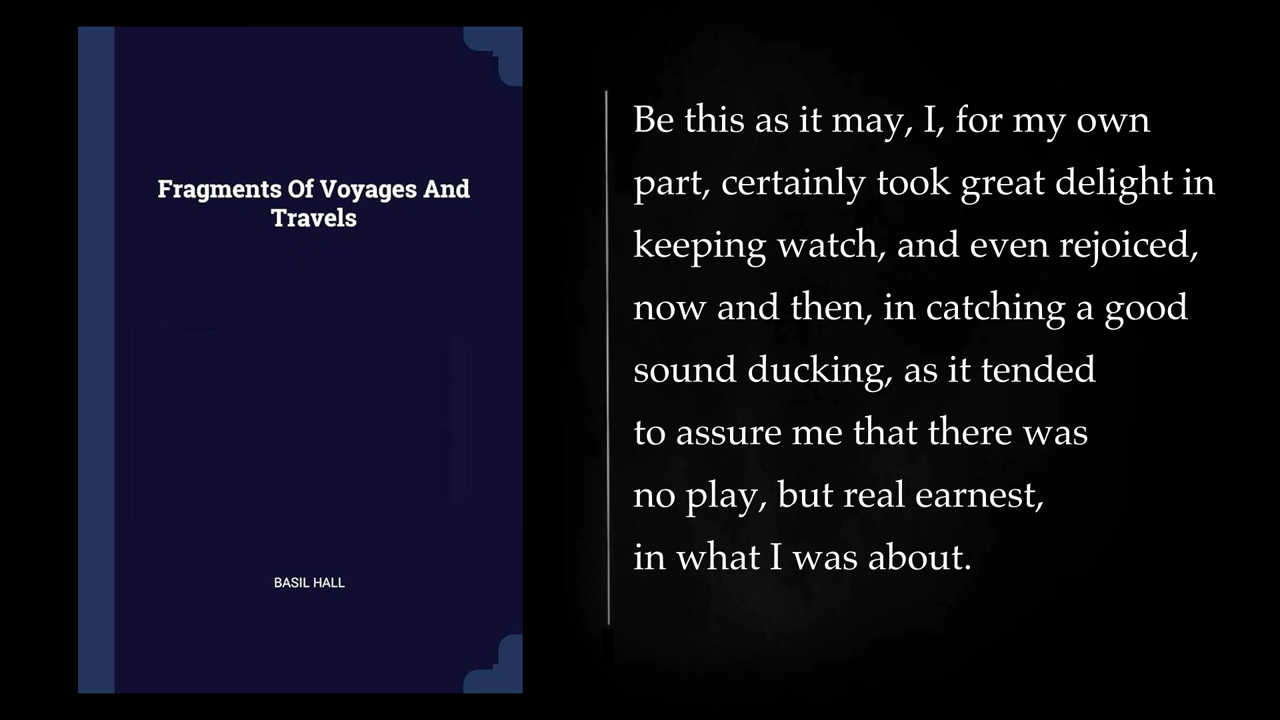 Fragments Of Voyages And
Travels
BASIL HALL
Be this as it may, I, for my own
part, certainly took great delight in
keeping watch, and even rejoiced,
now and then, in catching a good
sound ducking, as it tended
to assure me that there was
no play, but real earnest,
in what I was about.